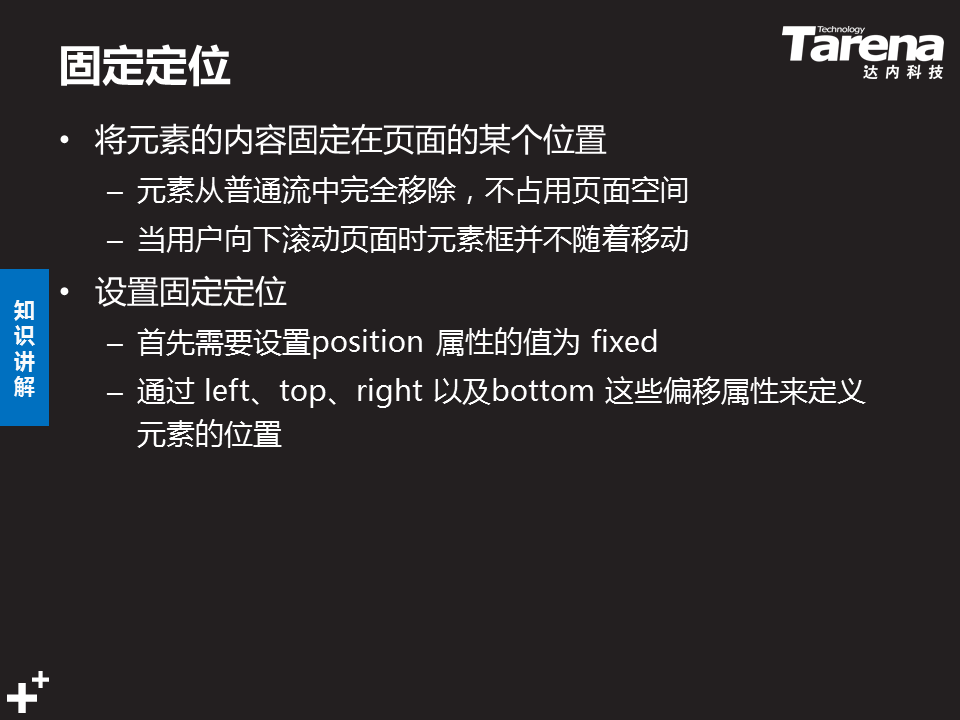 固定定位
Technology
Tarena
达内科技
• 将元素的内容固定在页面的某个位置
– 元素从普通流中完全移除，不占用页面空间
– 当用户向下滚动页面时元素框并不随着移动
• 设置固定定位
– 首先需要设置position 属性的值为 fixed
– 通过 left、top、right 以及bottom 这些偏移属性来定义
元素的位置
知
识
讲
解